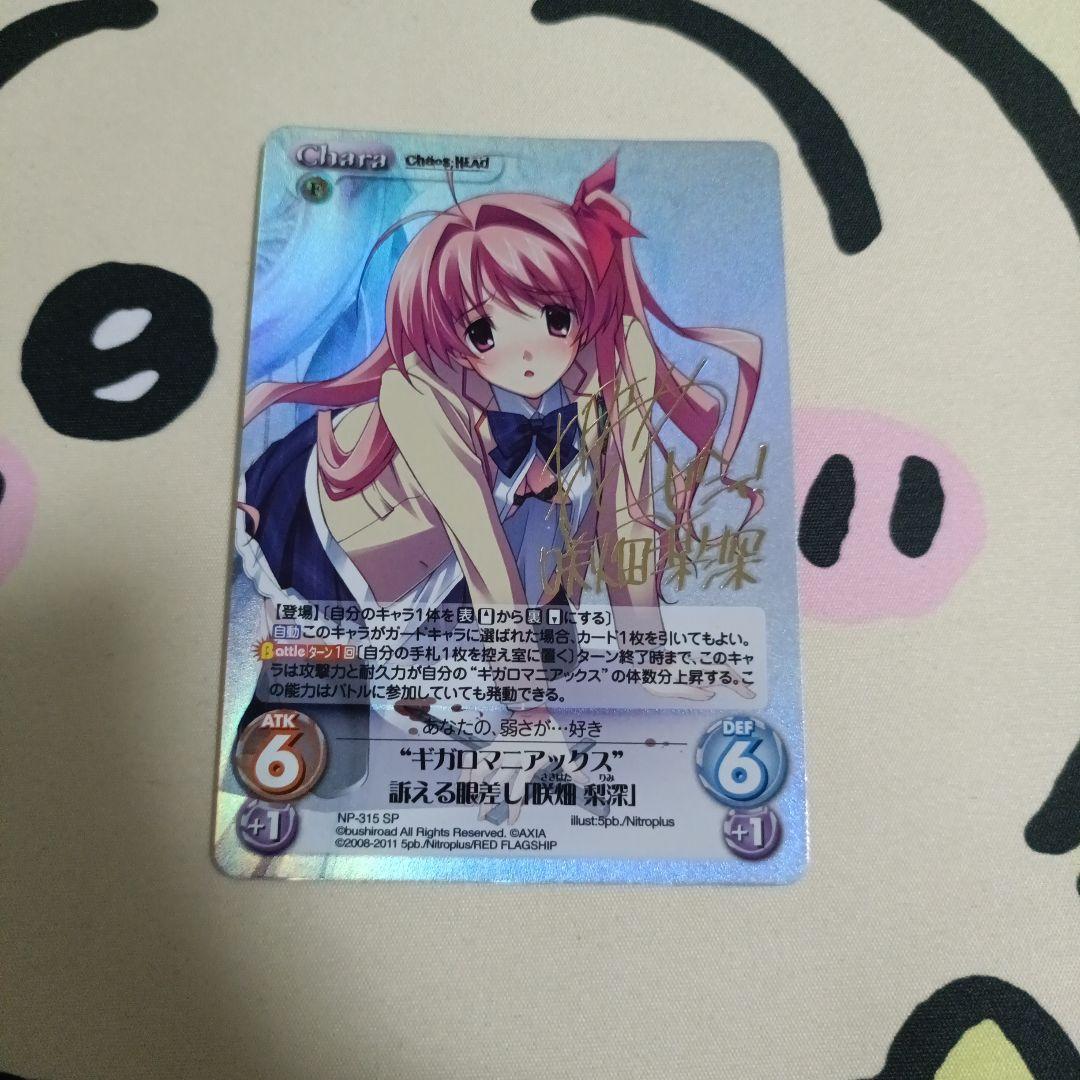 Chara ChäoS;HEAd
F
咲畑梨深
【登場】〔自分のキャラ1体を表から裏にする〕
自動このキャラがガードキャラに選ばれた場合、カード1枚を引いてもよい。
Battle ターン1回〔自分の手札1枚を控え室に置く〕ターン終了時まで、このキャ
ラは攻撃力と耐久力が自分の“ギガロマニアックス”の体数分上昇する。こ
の能力はバトルに参加していても発動できる。
あなたの、弱さが…好き
ATK
6
DEF
6
“ギガロマニアックス”
さきはた りみ
訴える眼差し「咲畑 梨深」
+1
+1
NP-315 SP illust:5pb./Nitroplus
©bushiroad All Rights Reserved. ©AXIA
©2008-2011 5pb./Nitroplus/RED FLAGSHIP